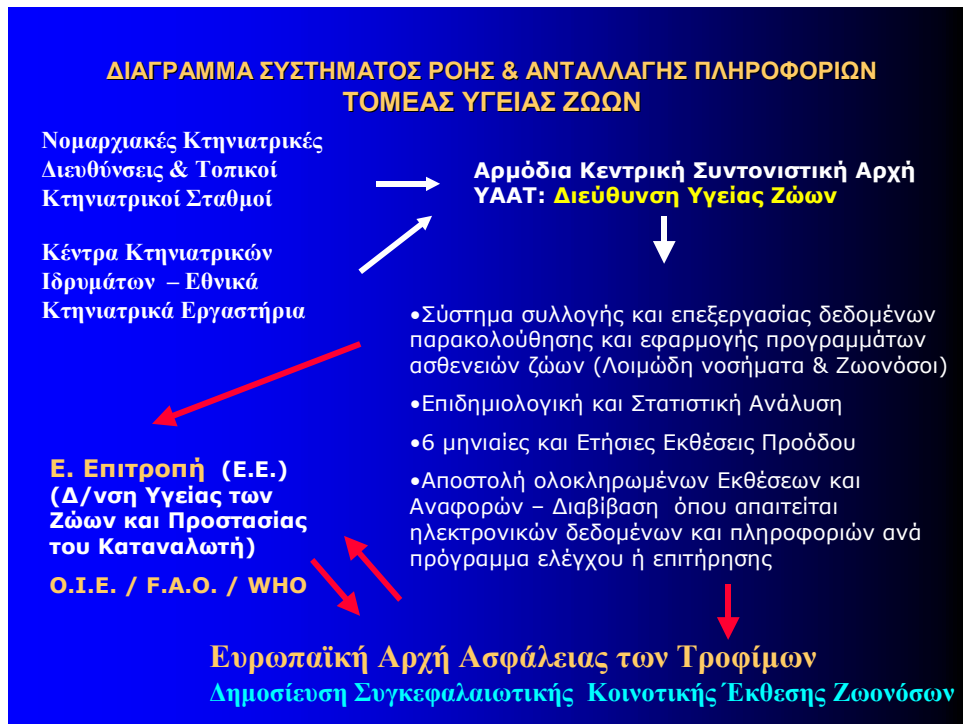 ΔΙΑΓΡΑΜΜΑ ΣΥΣΤΗΜΑΤΟΣ ΡΟΗΣ & ΑΝΤΑΛΛΑΓΗΣ ΠΛΗΡΟΦΟΡΙΩΝ
ΤΟΜΕΑΣ ΥΓΕΙΑΣ ΖΩΩΝ
Νομαρχιακές Κτηνιατρικές
Διευθύνσεις & Τοπικοί
Κτηνιατρικοί Σταθμοί
Αρμόδια Κεντρική Συντονιστική Αρχή
ΥΑΑΤ: Διεύθυνση Υγείας Ζώων
Κέντρα Κτηνιατρικών
Ιδρυμάτων – Εθνικά
Κτηνιατρικά Εργαστήρια
•Σύστημα συλλογής και επεξεργασίας δεδομένων
παρακολούθησης και εφαρμογής προγραμμάτων
ασθενειών ζώων (Λοιμώδη νοσήματα & Ζωονόσοι)
•Επιδημιολογική και Στατιστική Ανάλυση
•6 μηνιαίες και Ετήσιες Εκθέσεις Προόδου
•Αποστολή ολοκληρωμένων Εκθέσεων και
Αναφορών – Διαβίβαση όπου απαιτείται
ηλεκτρονικών δεδομένων και πληροφοριών ανά
πρόγραμμα ελέγχου ή επιτήρησης
Ε. Επιτροπή (Ε.Ε.)
(Δ/νση Υγείας των
Ζώων και Προστασίας
του Καταναλωτή)
O.I.E. / F.A.O. / WHO
Ευρωπαϊκή Αρχή Ασφάλειας των Τροφίμων
Δημοσίευση Συγκεφαλαιωτικής Κοινοτικής Έκθεσης Ζωονόσων